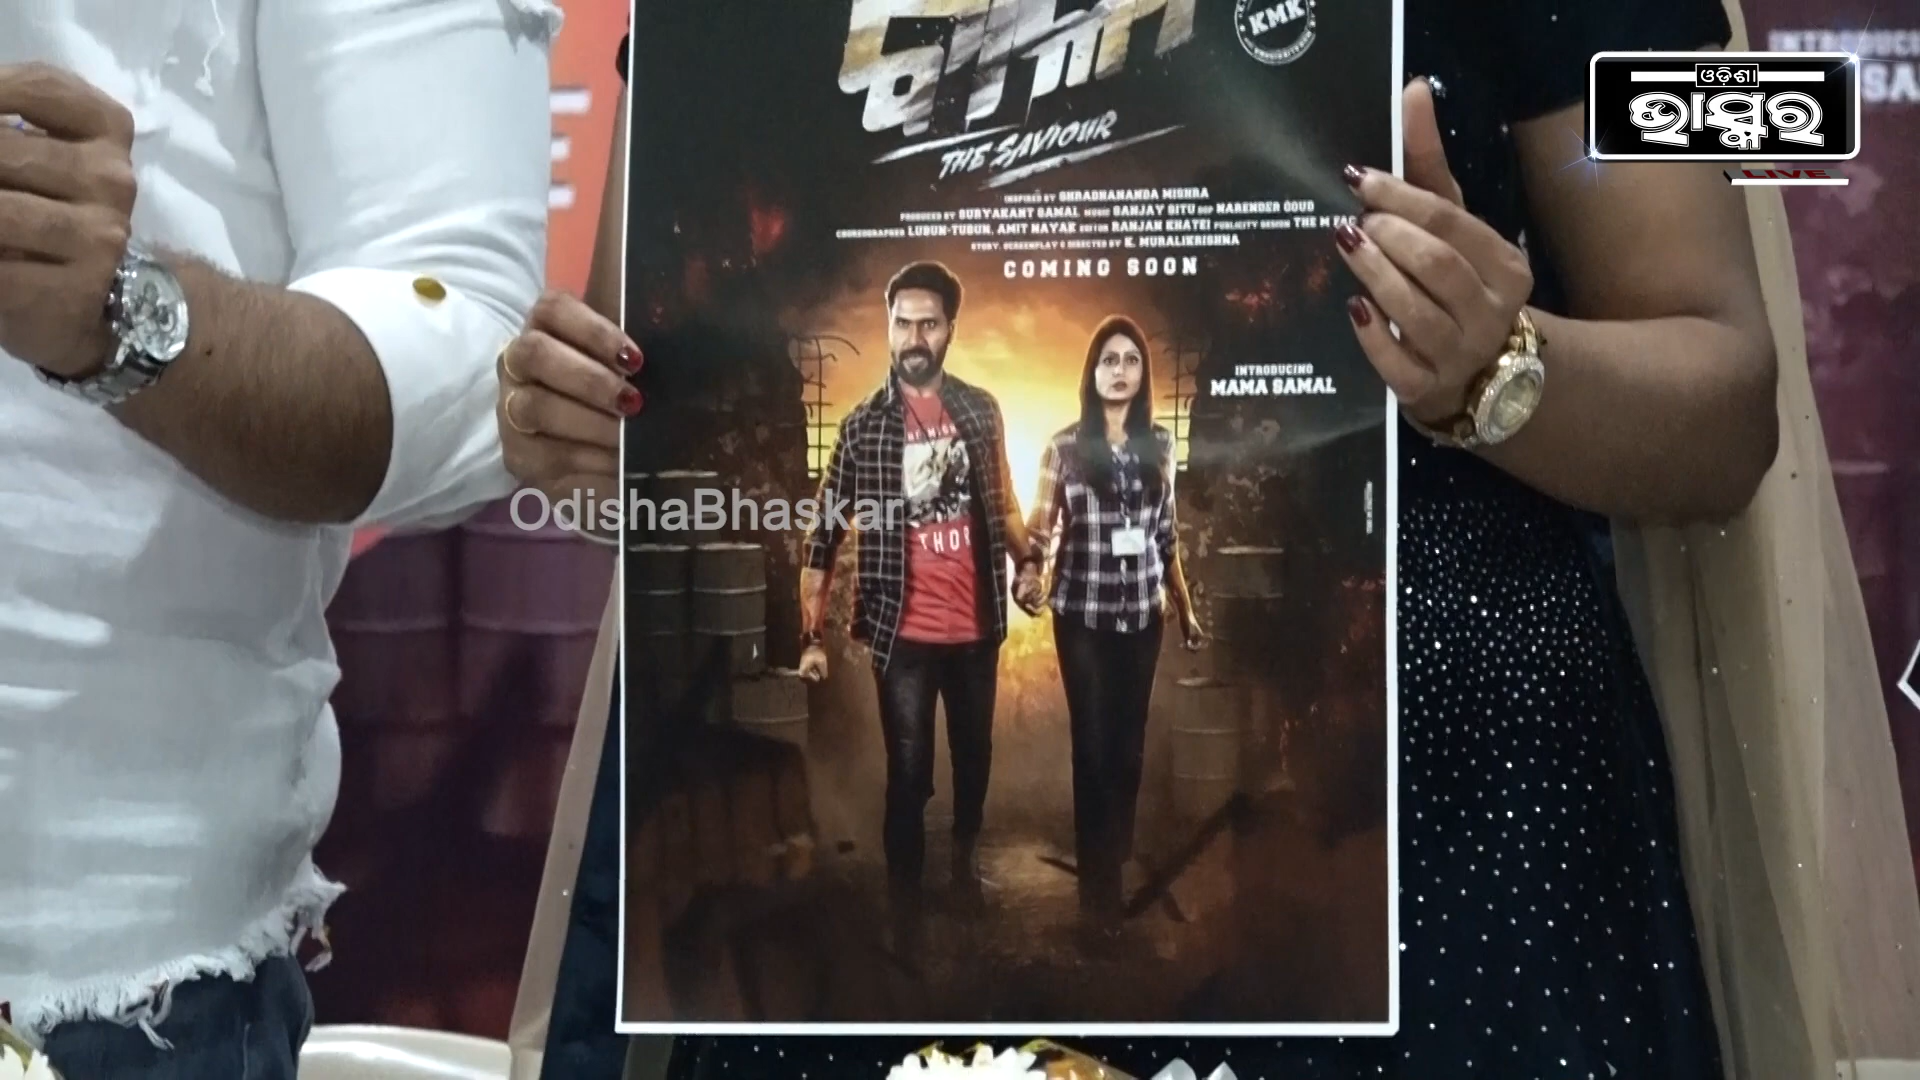 ଓଡ଼ିଶା
ଭାସ୍କର
LIVE
KMK
THE SAVIOUR
INSPIRED BY SHRADHANANDA MISHRA
PRODUCED BY SURYAKANT SAMAL MUSIC SANJAY SITU DOP NARENDER GOUD
CHOREOGRAPHER LUBUN-TUBUN, AMIT NAYAK EDITOR RANJAN KHATEI PUBLICITY DESIGN THE M FAC
STORY, SCREENPLAY & DIRECTED BY K. MURALIKRISHNA
COMING SOON
INTRODUCING
MAMA SAMAL
OdishaBhaskar
THOR
INTRODUCI
SA
E